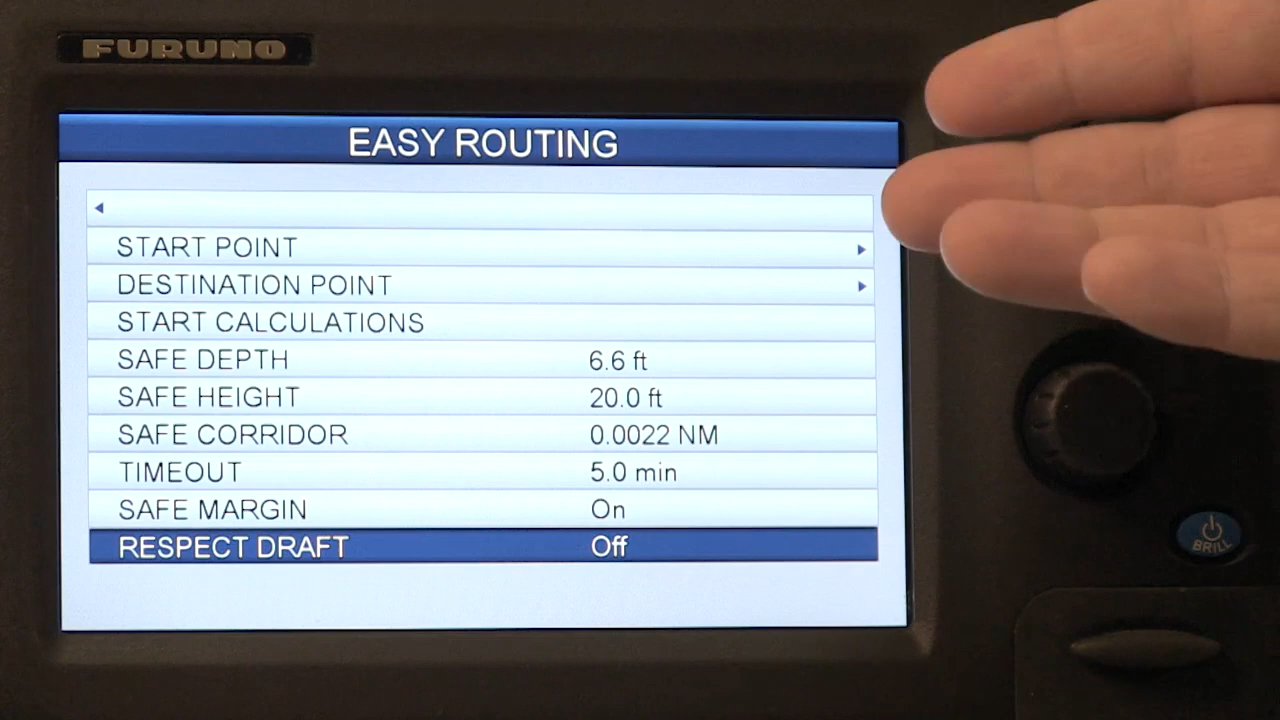 FURUNO
EASY ROUTING
START POINT
DESTINATION POINT
START CALCULATIONS
SAFE DEPTH 6.6 ft
SAFE HEIGHT 20.0 ft
SAFE CORRIDOR 0.0022 NM
TIMEOUT 5.0 min
SAFE MARGIN On
RESPECT DRAFT Off
BRILL